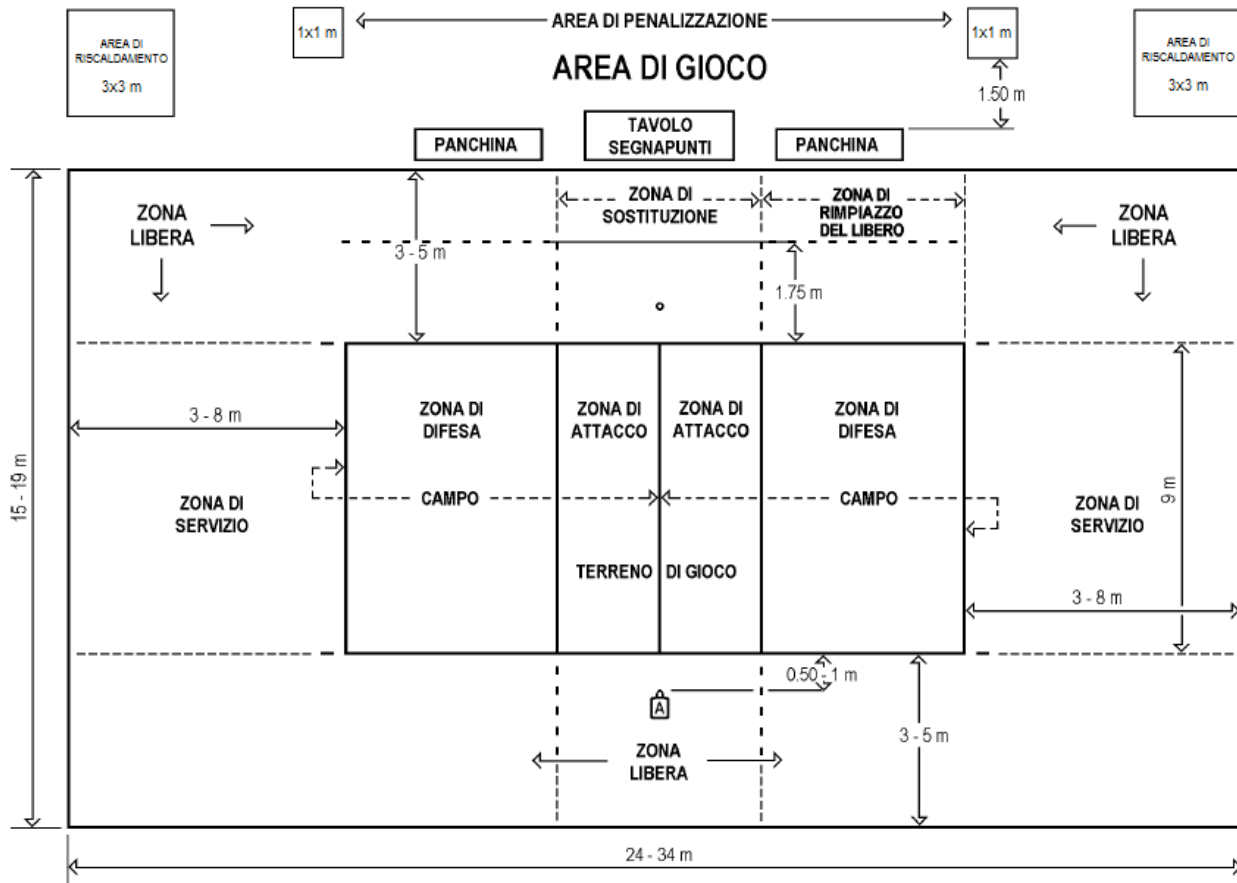 AREA DI PENALIZZAZIONE
AREA DI
RISCALDAMENTO
3x3 m
1x1 m
1x1 m
AREA DI
RISCALDAMENTO
3x3 m
AREA DI GIOCO
1.50 m
PANCHINA
TAVOLO
SEGNAPUNTI
PANCHINA
ZONA
LIBERA
ZONA DI
SOSTITUZIONE
ZONA DI
RIMPIAZZO
DEL LIBERO
ZONA
LIBERA
3 - 5 m
1.75 m
3 - 8 m
ZONA DI
DIFESA
ZONA DI
ATTACCO
ZONA DI
ATTACCO
ZONA DI
DIFESA
15 - 19 m
ZONA DI
SERVIZIO
CAMPO
CAMPO
9 m
ZONA DI
SERVIZIO
TERRENO DI GIOCO
3 - 8 m
0.50 - 1 m
A
3 - 5 m
ZONA
LIBERA
24 - 34 m